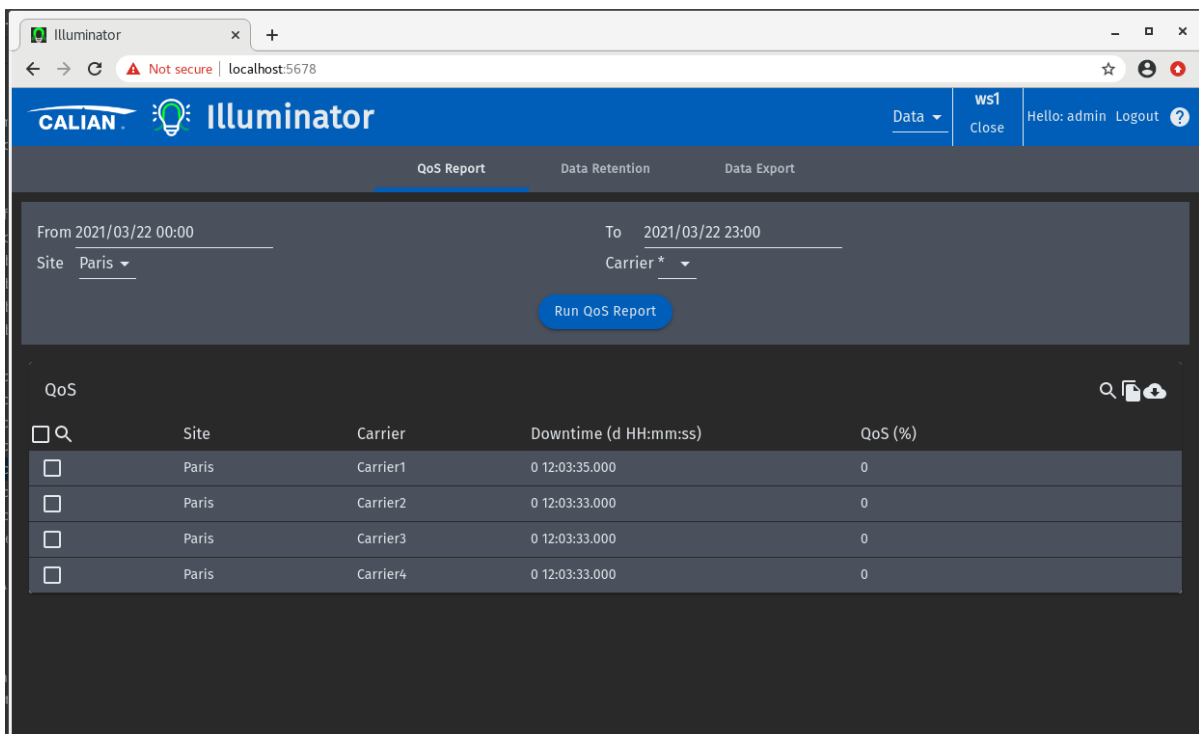 Illuminator
Not secure | localhost:5678
CALIAN. Illuminator Data ws1 Close Hello: admin Logout ?
QoS Report Data Retention Data Export
From 2021/03/22 00:00 To 2021/03/22 23:00
Site Paris Carrier *
Run QoS Report
QoS
Site Carrier Downtime (d HH:mm:ss) QoS (%)
Paris Carrier1 0 12:03:35.000 0
Paris Carrier2 0 12:03:33.000 0
Paris Carrier3 0 12:03:33.000 0
Paris Carrier4 0 12:03:33.000 0